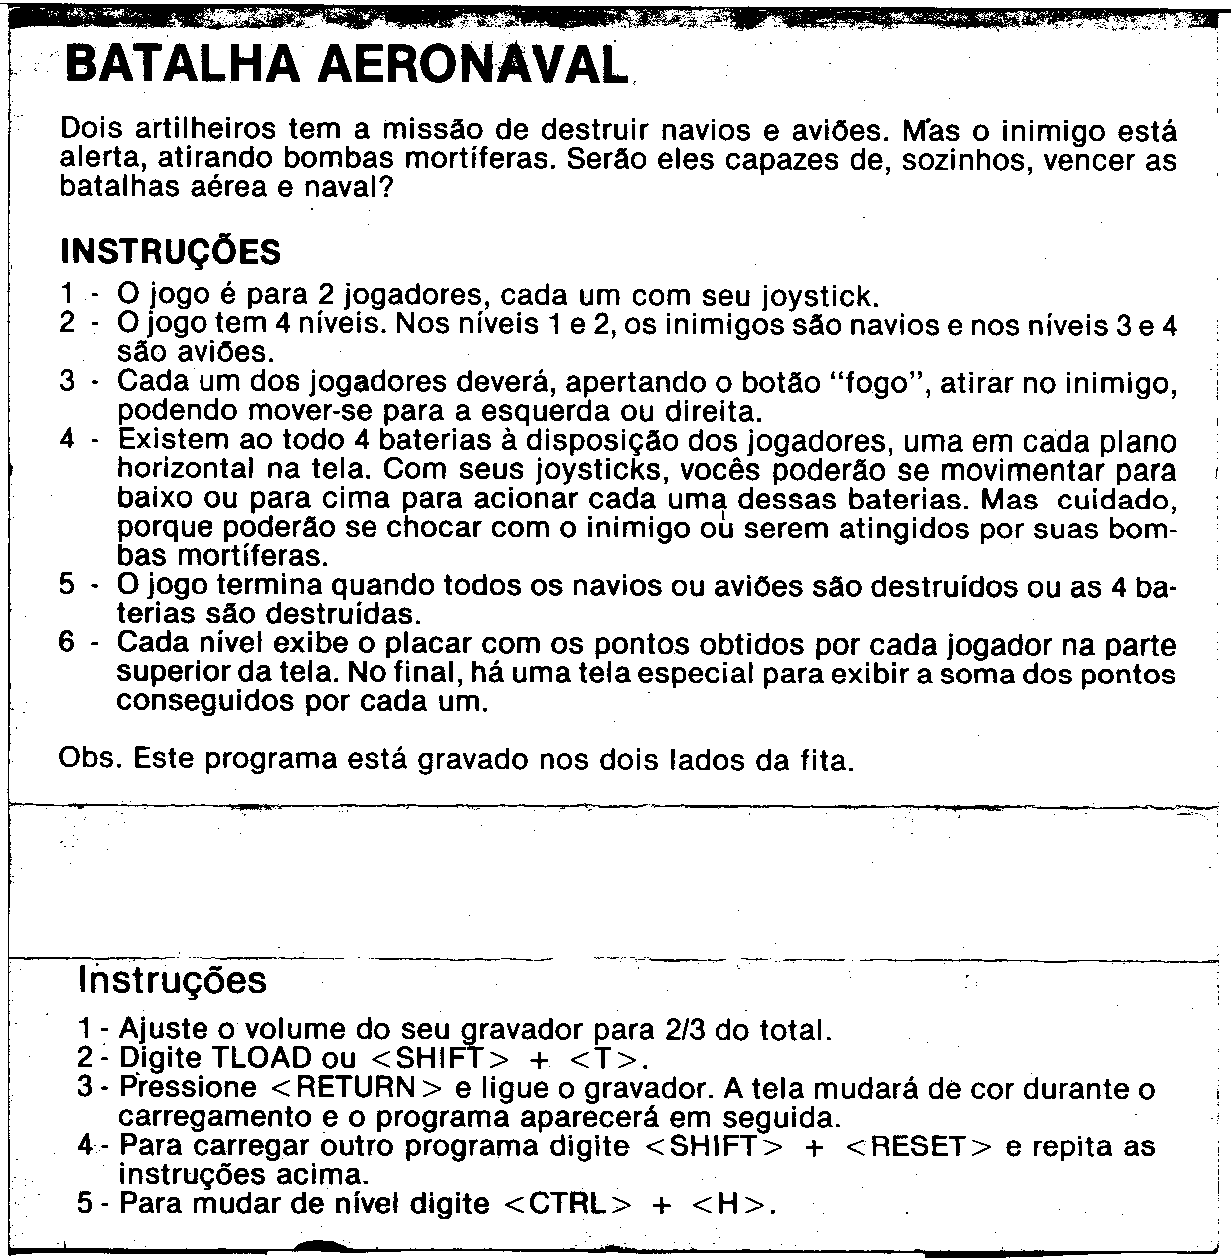 BATALHA AERONAVAL
Dois artilheiros tem a missão de destruir navios e aviões. Mas o inimigo está
alerta, atirando bombas mortíferas. Serão eles capazes de, sozinhos, vencer as
batalhas aérea e naval?
INSTRUÇÕES
1 - O jogo é para 2 jogadores, cada um com seu joystick.
2 - O jogo tem 4 níveis. Nos níveis 1 e 2, os inimigos são navios e nos níveis 3 e 4
são aviões.
3 - Cada um dos jogadores deverá, apertando o botão “fogo”, atirar no inimigo,
podendo mover-se para a esquerda ou direita.
4 - Existem ao todo 4 baterias à disposição dos jogadores, uma em cada plano
horizontal na tela. Com seus joysticks, vocês poderão se movimentar para
baixo ou para cima para acionar cada uma dessas baterias. Mas cuidado,
porque poderão se chocar com o inimigo ou serem atingidos por suas bom-
bas mortíferas.
5 - O jogo termina quando todos os navios ou aviões são destruídos ou as 4 ba-
terias são destruídas.
6 - Cada nível exibe o placar com os pontos obtidos por cada jogador na parte
superior da tela. No final, há uma tela especial para exibir a soma dos pontos
conseguidos por cada um.
Obs. Este programa está gravado nos dois lados da fita.
Instruções
1 - Ajuste o volume do seu gravador para 2/3 do total.
2 - Digite TLOAD ou <SHIFT> + <T>.
3 - Pressione <RETURN> e ligue o gravador. A tela mudará de cor durante o
carregamento e o programa aparecerá em seguida.
4 - Para carregar outro programa digite <SHIFT> + <RESET> e repita as
instruções acima.
5 - Para mudar de nível digite <CTRL> + <H>.